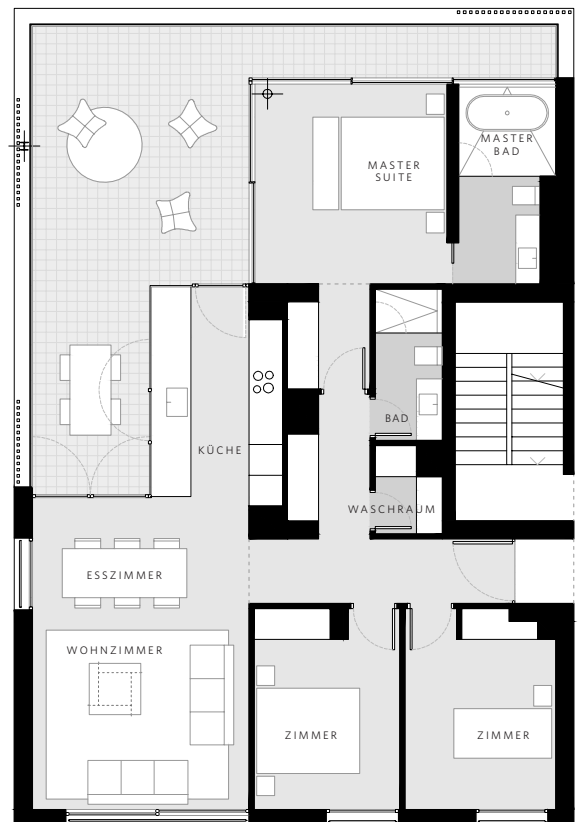 MASTER
BAD
MASTER
SUITE
BAD
KÜCHE
WASCHRAUM
ESSZIMMER
WOHNZIMMER
ZIMMER
ZIMMER